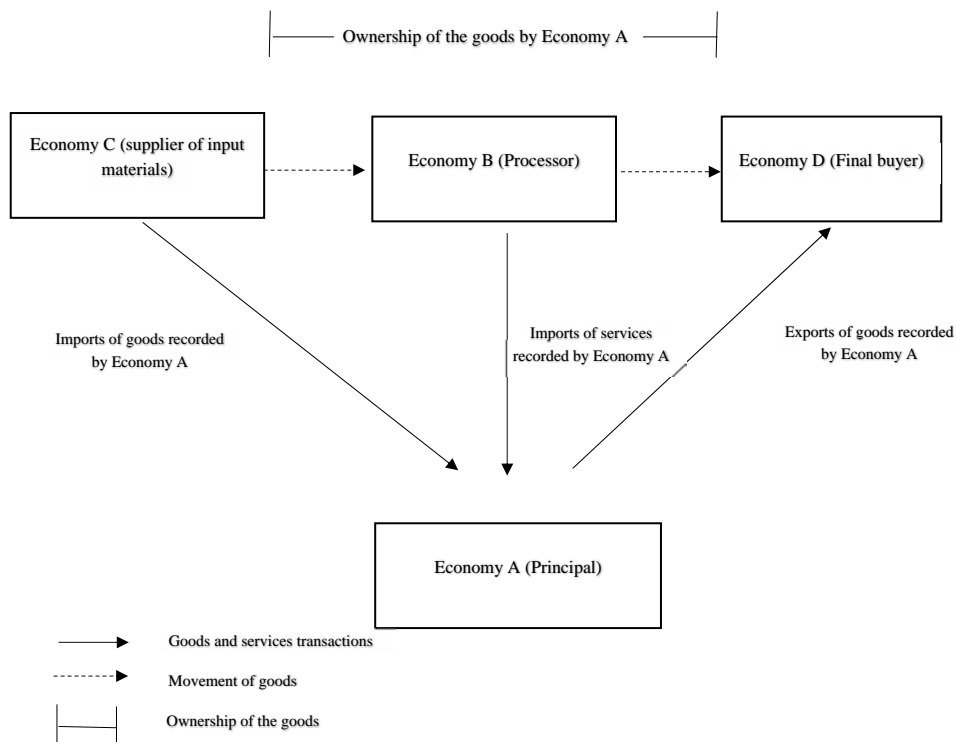 Ownership of the goods by Economy A
Economy C (supplier of input
materials)
Economy B (Processor)
Economy D (Final buyer)
Imports of goods recorded
by Economy A
Imports of services
recorded by Economy A
Exports of goods recorded
by Economy A
Economy A (Principal)
Goods and services transactions
Movement of goods
Ownership of the goods